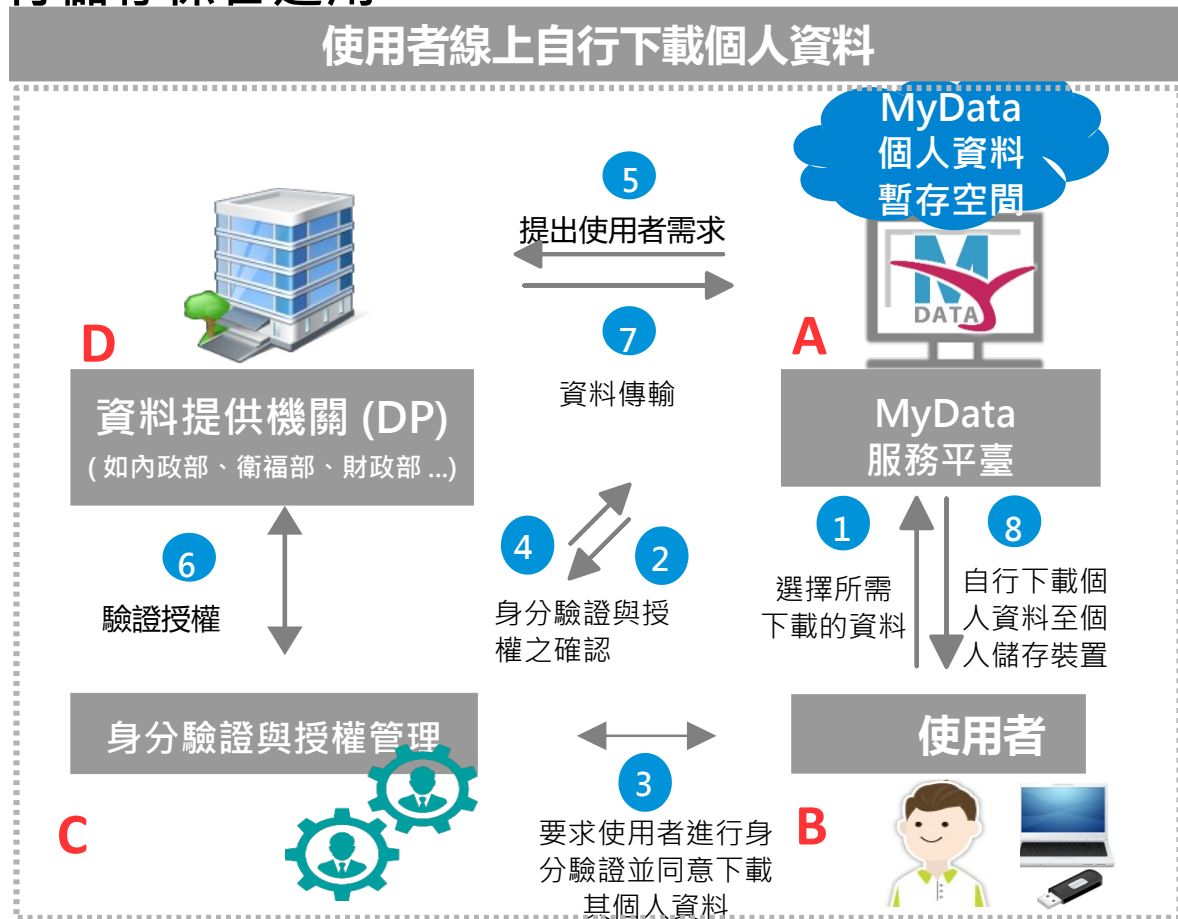 使用者線上自行下載個人資料
MyData
個人資料
暫存空間
5
提出使用者需求
M
DATA
D
7
A
資料傳輸
資料提供機關 (DP)
( 如內政部、衛福部、財政部 ...)
MyData
服務平臺
6
驗證授權
4
2
身分驗證與授
權之確認
1
選擇所需
下載的資料
8
自行下載個
人資料至個
人儲存裝置
身分驗證與授權管理
使用者
C
3
要求使用者進行身
分驗證並同意下載
其個人資料
B